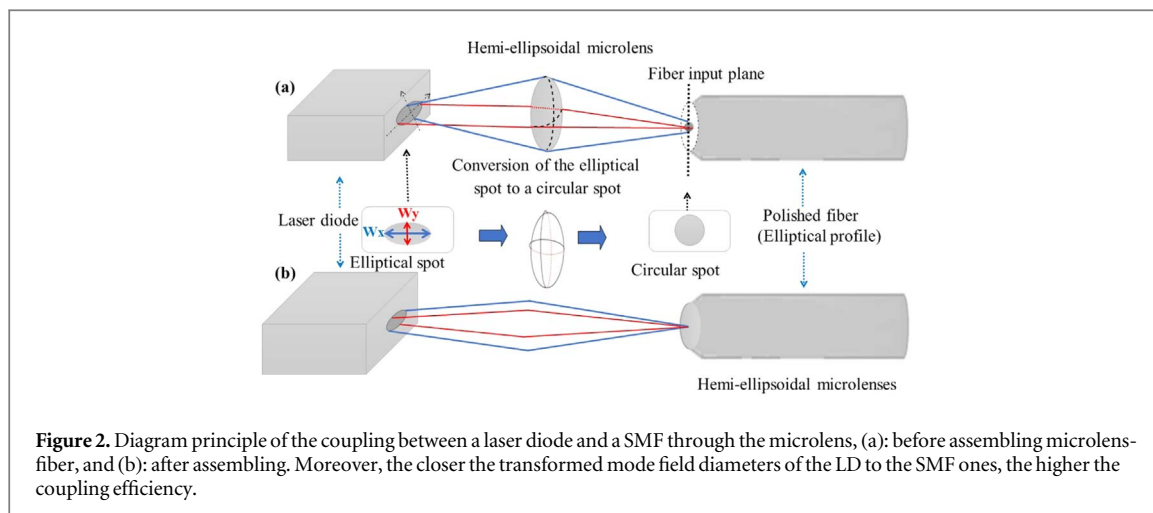 Hemi-ellipsoidal microlens
(a)
Fiber input plane
Conversion of the elliptical
spot to a circular spot
Laser diode
Wy
Wx
Elliptical spot
Circular spot
Polished fiber
(Elliptical profile)
(b)
Hemi-ellipsoidal microlenses
Figure 2. Diagram principle of the coupling between a laser diode and a SMF through the microlens, (a): before assembling microlens-
fiber, and (b): after assembling. Moreover, the closer the transformed mode field diameters of the LD to the SMF ones, the higher the
coupling efficiency.